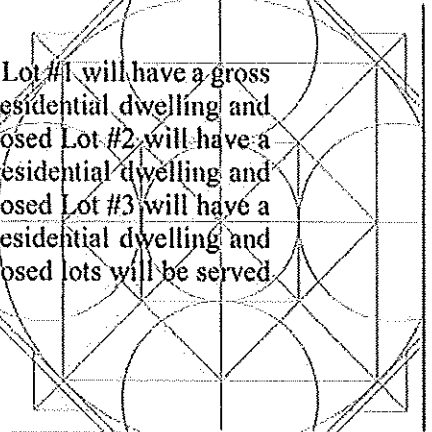 Lot #1 will have a gross
esidential dwelling and
osed Lot #2 will have a
esidential dwelling and
osed Lot #3 will have a
esidential dwelling and
osed lots will be served